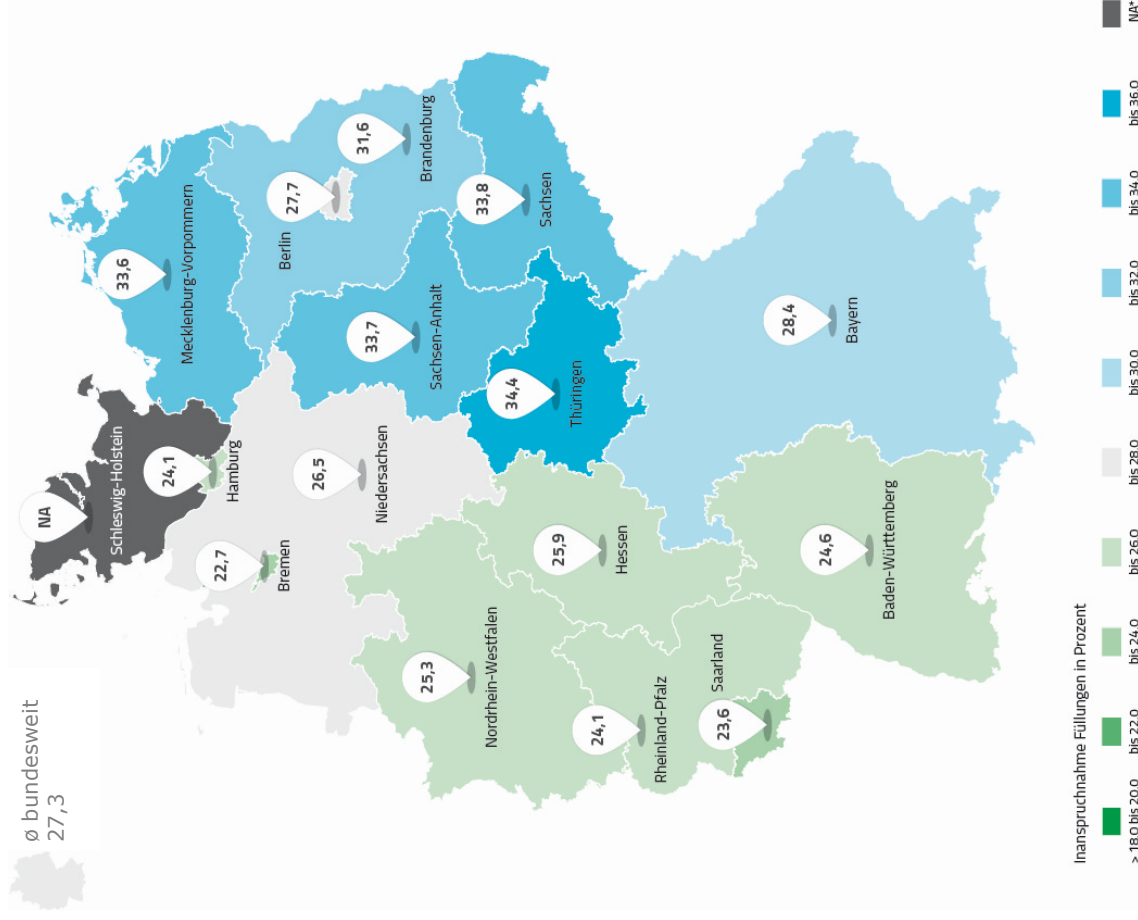 ø bundesweit
27,3
NA
Schleswig-Holstein
24,1
Hamburg
33,6
Mecklenburg-Vorpommern
22,7
Bremen
26,5
Niedersachsen
27,7
Berlin
31,6
Brandenburg
33,7
Sachsen-Anhalt
33,8
Sachsen
25,3
Nordrhein-Westfalen
25,9
Hessen
34,4
Thüringen
24,1
Rheinland-Pfalz
23,6
Saarland
24,6
Baden-Württemberg
28,4
Bayern
Inanspruchnahme Füllungen in Prozent
> 18,0 bis 20,0
bis 22,0
bis 24,0
bis 26,0
bis 28,0
bis 30,0
bis 32,0
bis 34,0
bis 36,0
NA*